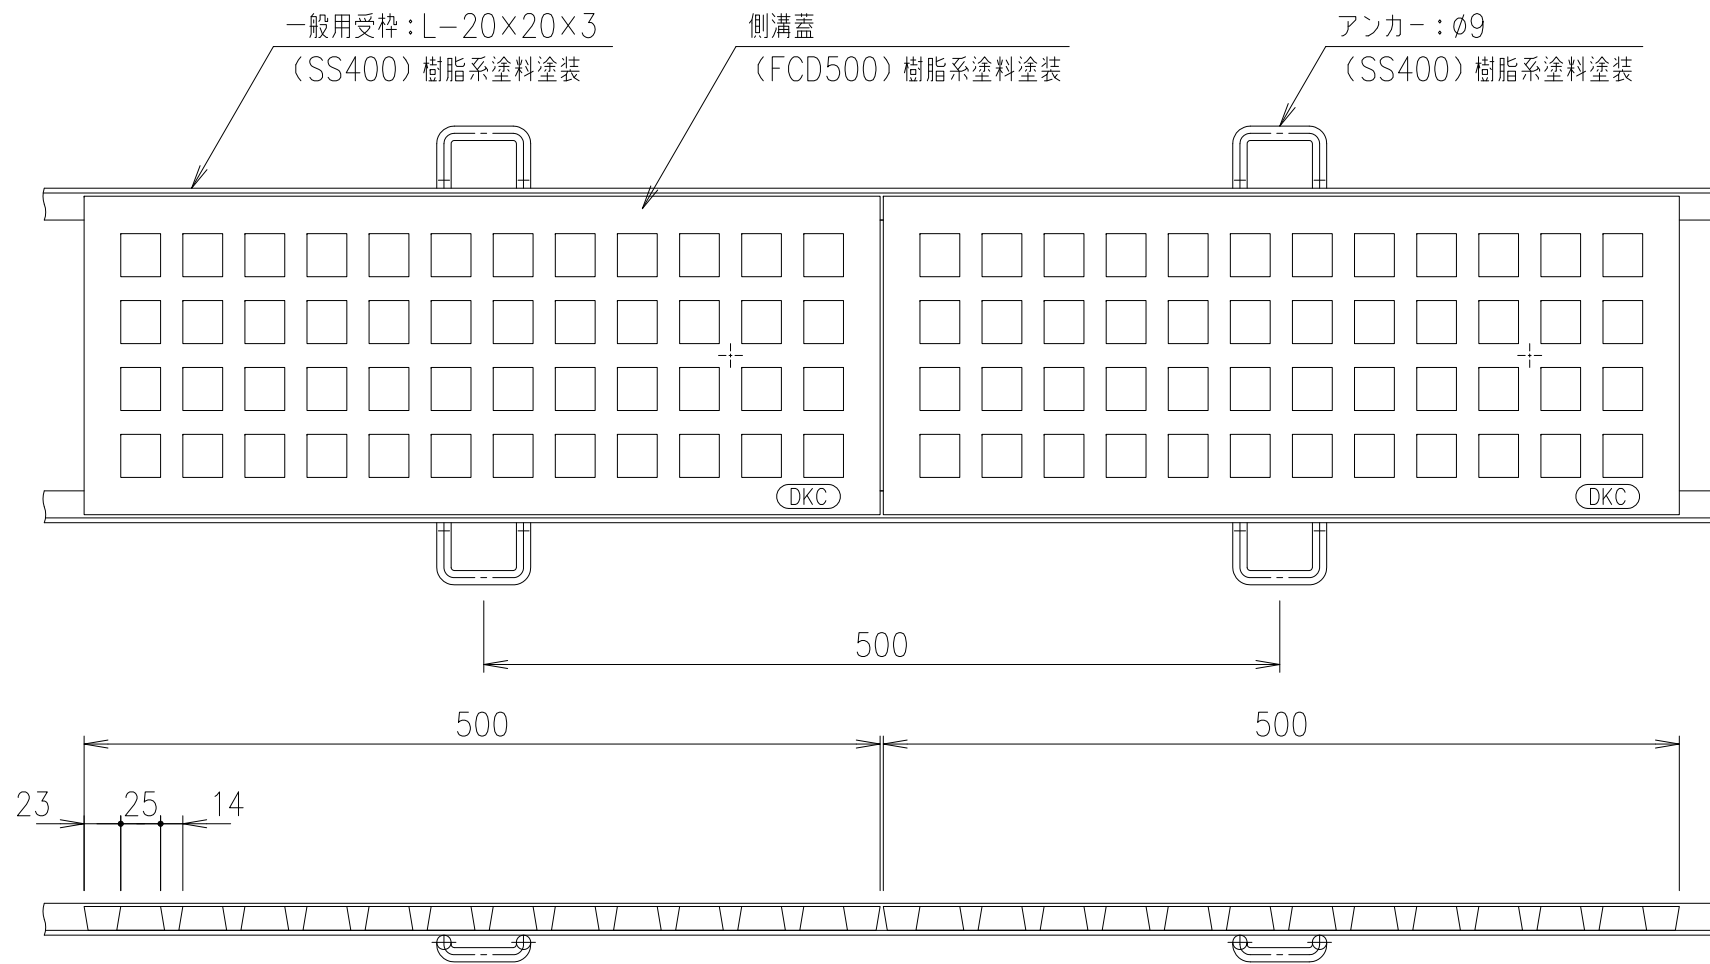 一般用受枠：L-20×20×3
（SS400）樹脂系塗料塗装
側溝蓋
（FCD500）樹脂系塗料塗装
アンカー：φ9
（SS400）樹脂系塗料塗装
DKC
DKC
500
500
500
23
25
14